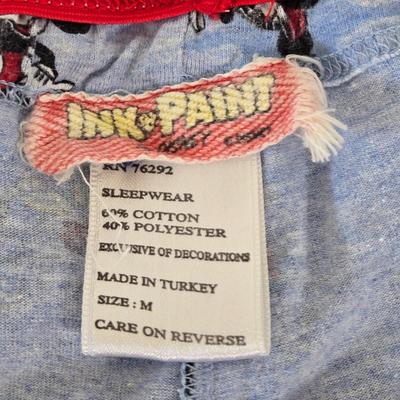 INK & PAINT
RN 76292
SLEEPWEAR
60% COTTON
40% POLYESTER
EXCLUSIVE OF DECORATIONS
MADE IN TURKEY
SIZE : M
CARE ON REVERSE